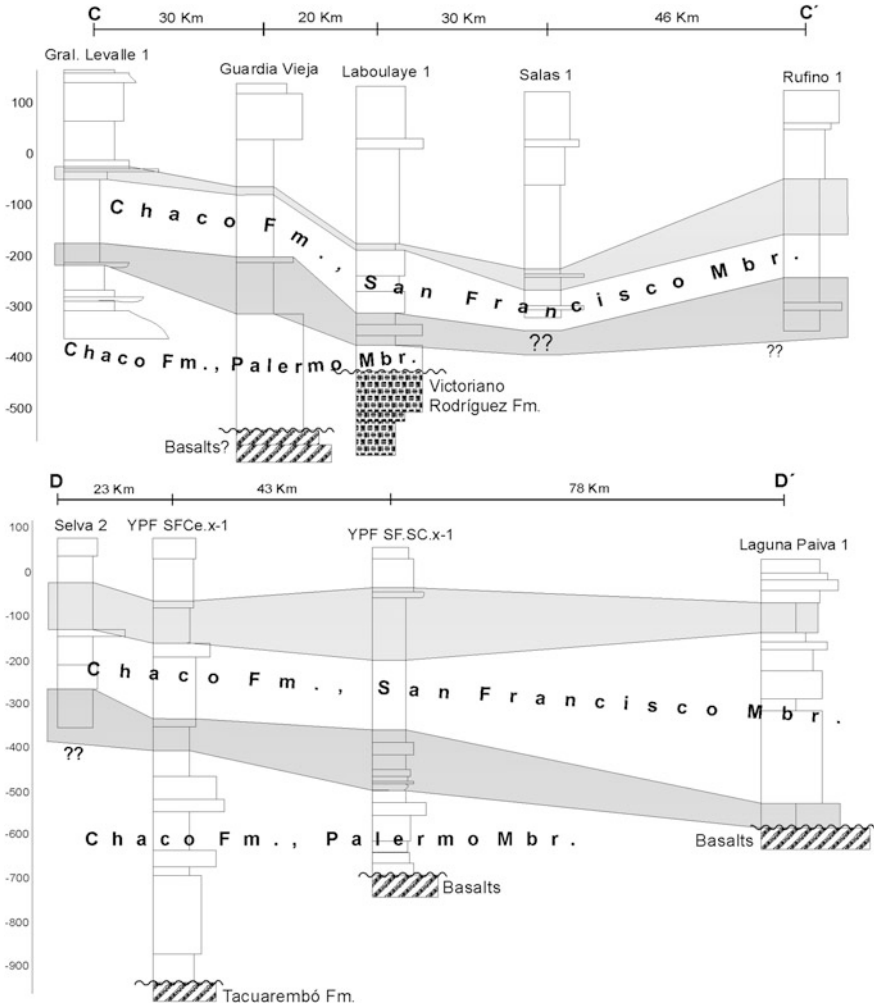 C C´
30 Km 20 Km 30 Km 46 Km
Gral. Levalle 1
Guardia Vieja
Laboulaye 1
Salas 1
Rufino 1
100
0
-100
-200
-300
-400
-500
Chaco Fm., San Francisco Mbr.
??
??
Chaco Fm., Palermo Mbr.
Victoriano
Rodríguez Fm.
Basalts?
D D´
23 Km 43 Km 78 Km
Selva 2
YPF SFCe.x-1
YPF SF.SC.x-1
Laguna Paiva 1
100
0
-100
-200
-300
-400
-500
-600
-700
-800
-900
Chaco Fm., San Francisco Mbr.
??
Chaco Fm., Palermo Mbr.
Basalts
Basalts
Tacuarembó Fm.